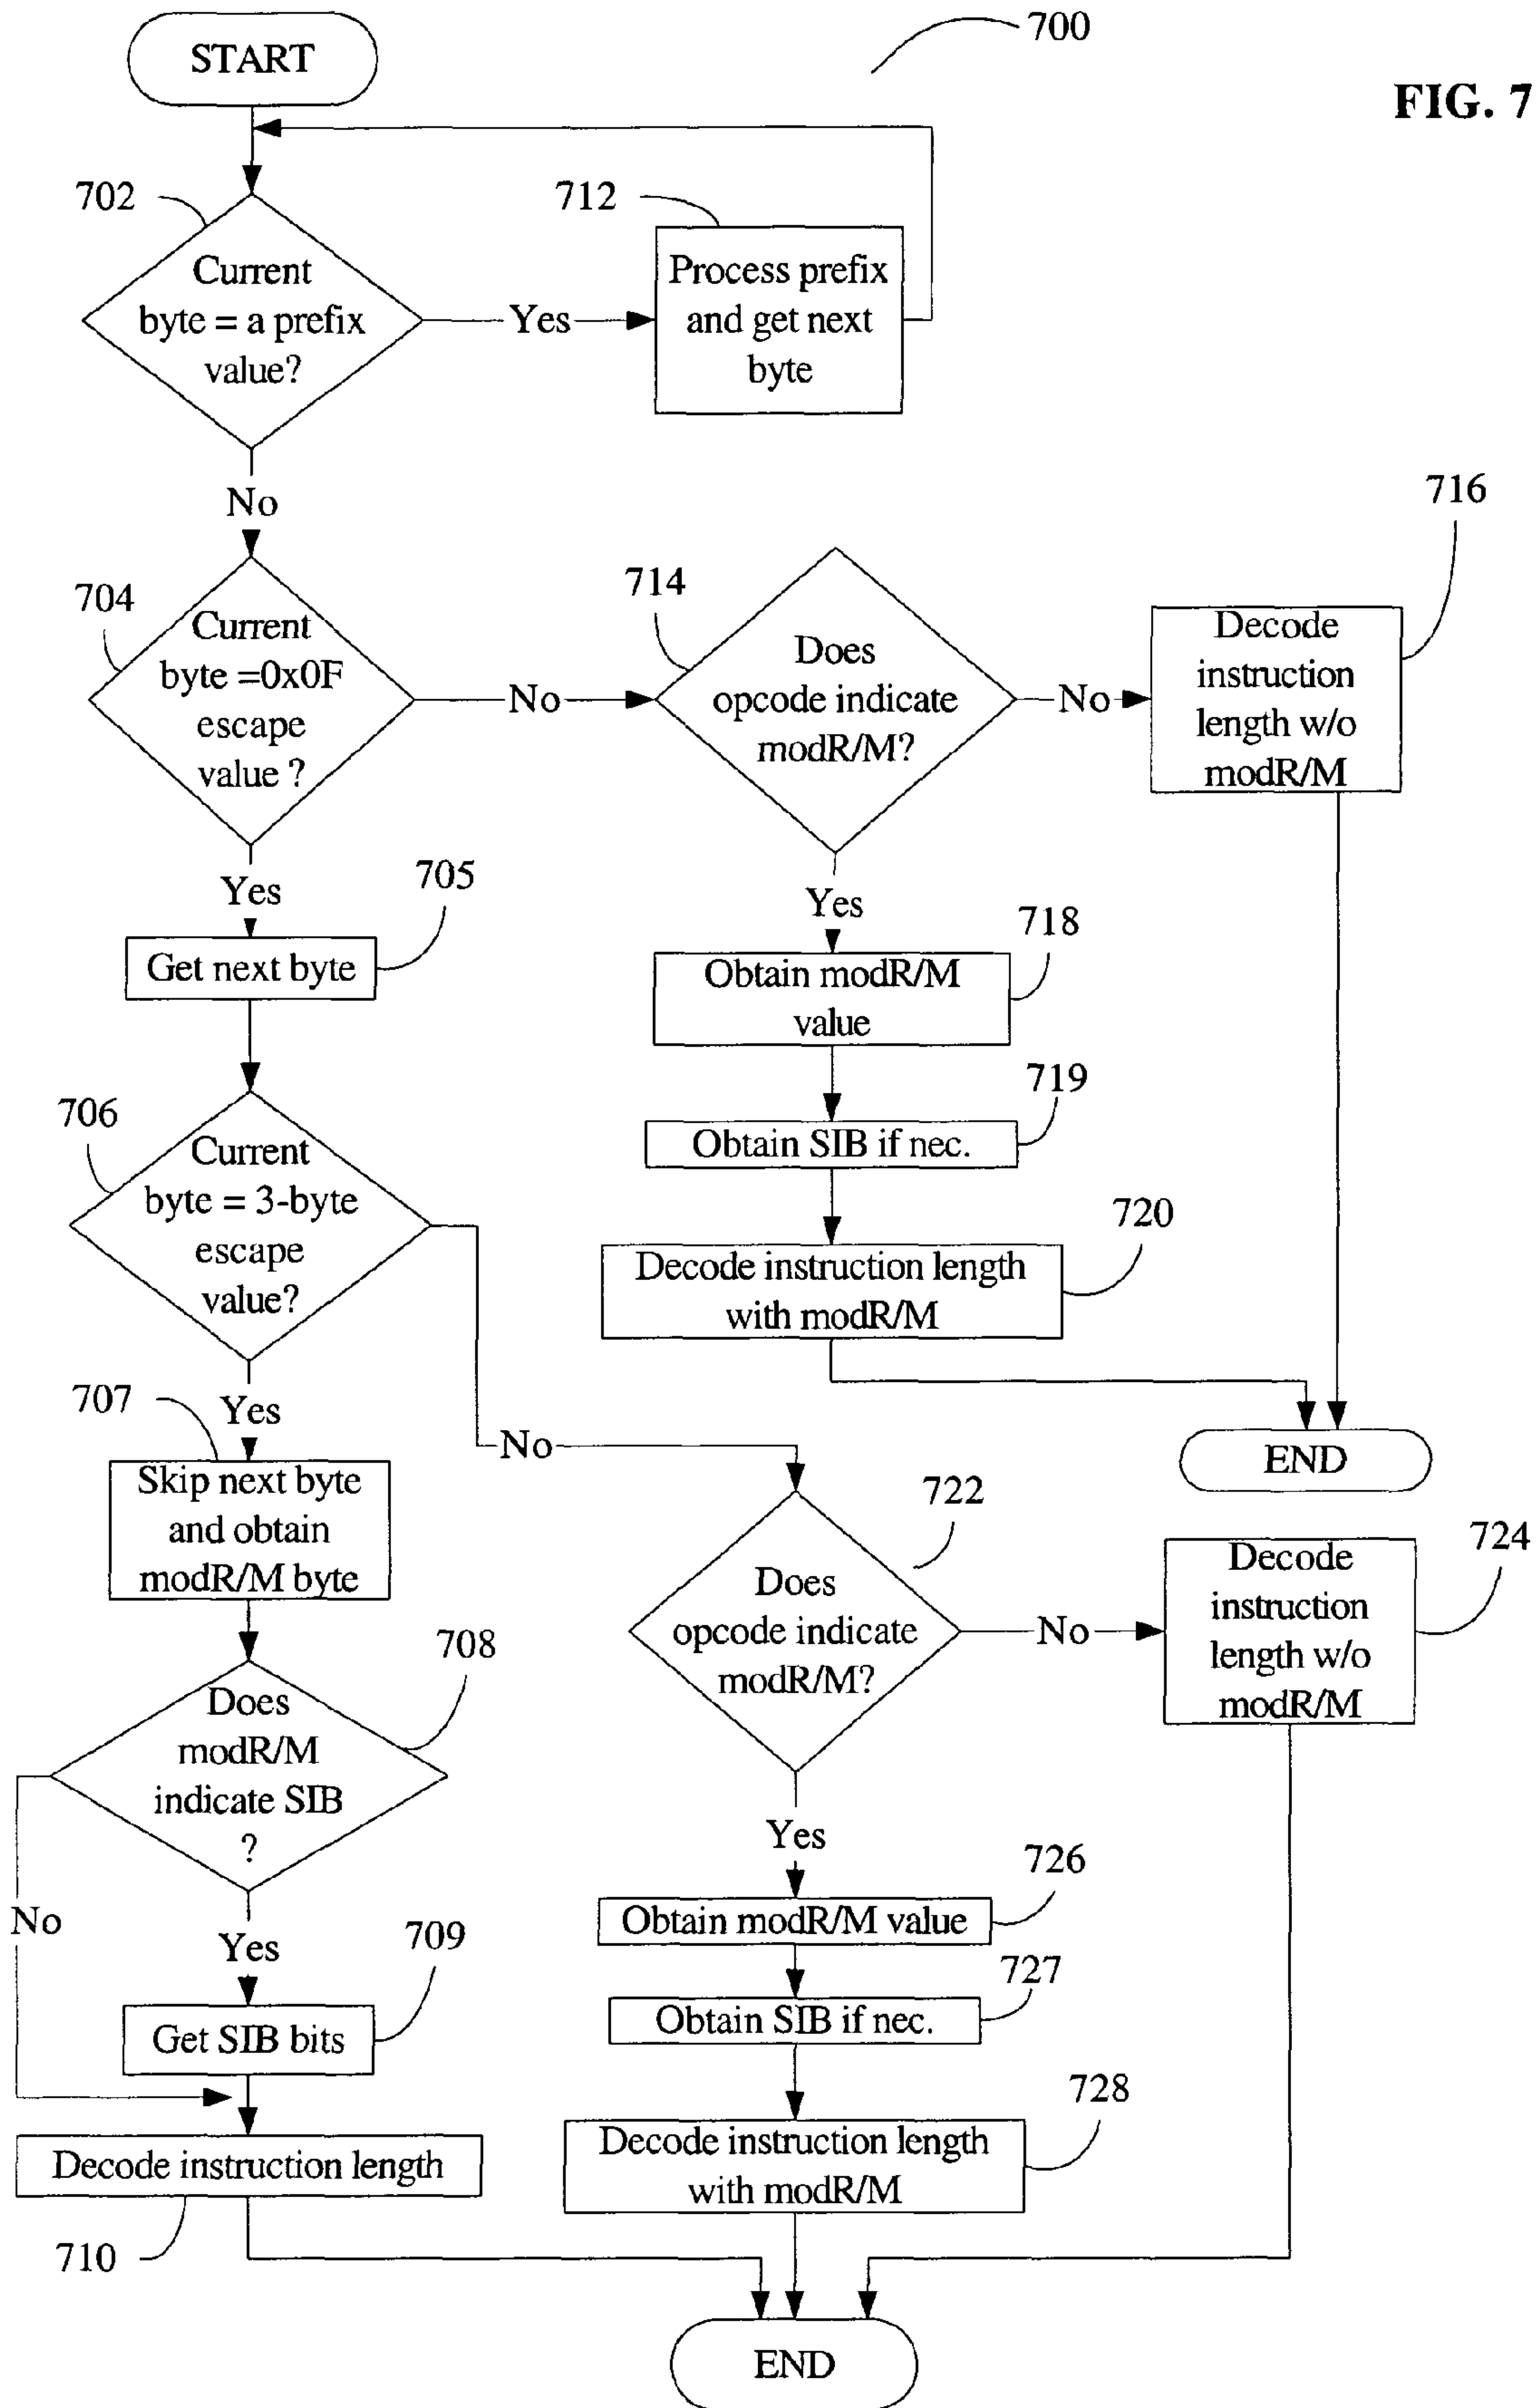 START
700
FIG. 7
702
Current
byte = a prefix
value?
Yes
712
Process prefix
and get next
byte
No
704
Current
byte =0x0F
escape
value ?
No
714
Does
opcode indicate
modR/M?
No
716
Decode
instruction
length w/o
modR/M
Yes
705
Get next byte
Yes
718
Obtain modR/M
value
719
Obtain SIB if nec.
720
Decode instruction length
with modR/M
END
706
Current
byte = 3-byte
escape
value?
Yes
No
707
Skip next byte
and obtain
modR/M byte
722
Does
opcode indicate
modR/M?
No
724
Decode
instruction
length w/o
modR/M
708
Does
modR/M
indicate SIB
?
No
Yes
709
Get SIB bits
Yes
726
Obtain modR/M value
727
Obtain SIB if nec.
728
Decode instruction length
with modR/M
Decode instruction length
710
END